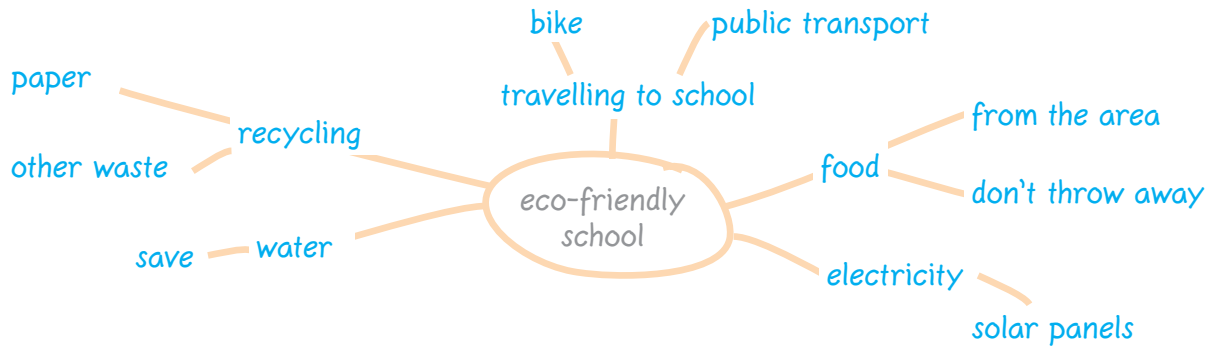 bike
public transport
paper
travelling to school
from the area
recycling
other waste
food
don't throw away
eco-friendly
school
save
water
electricity
solar panels